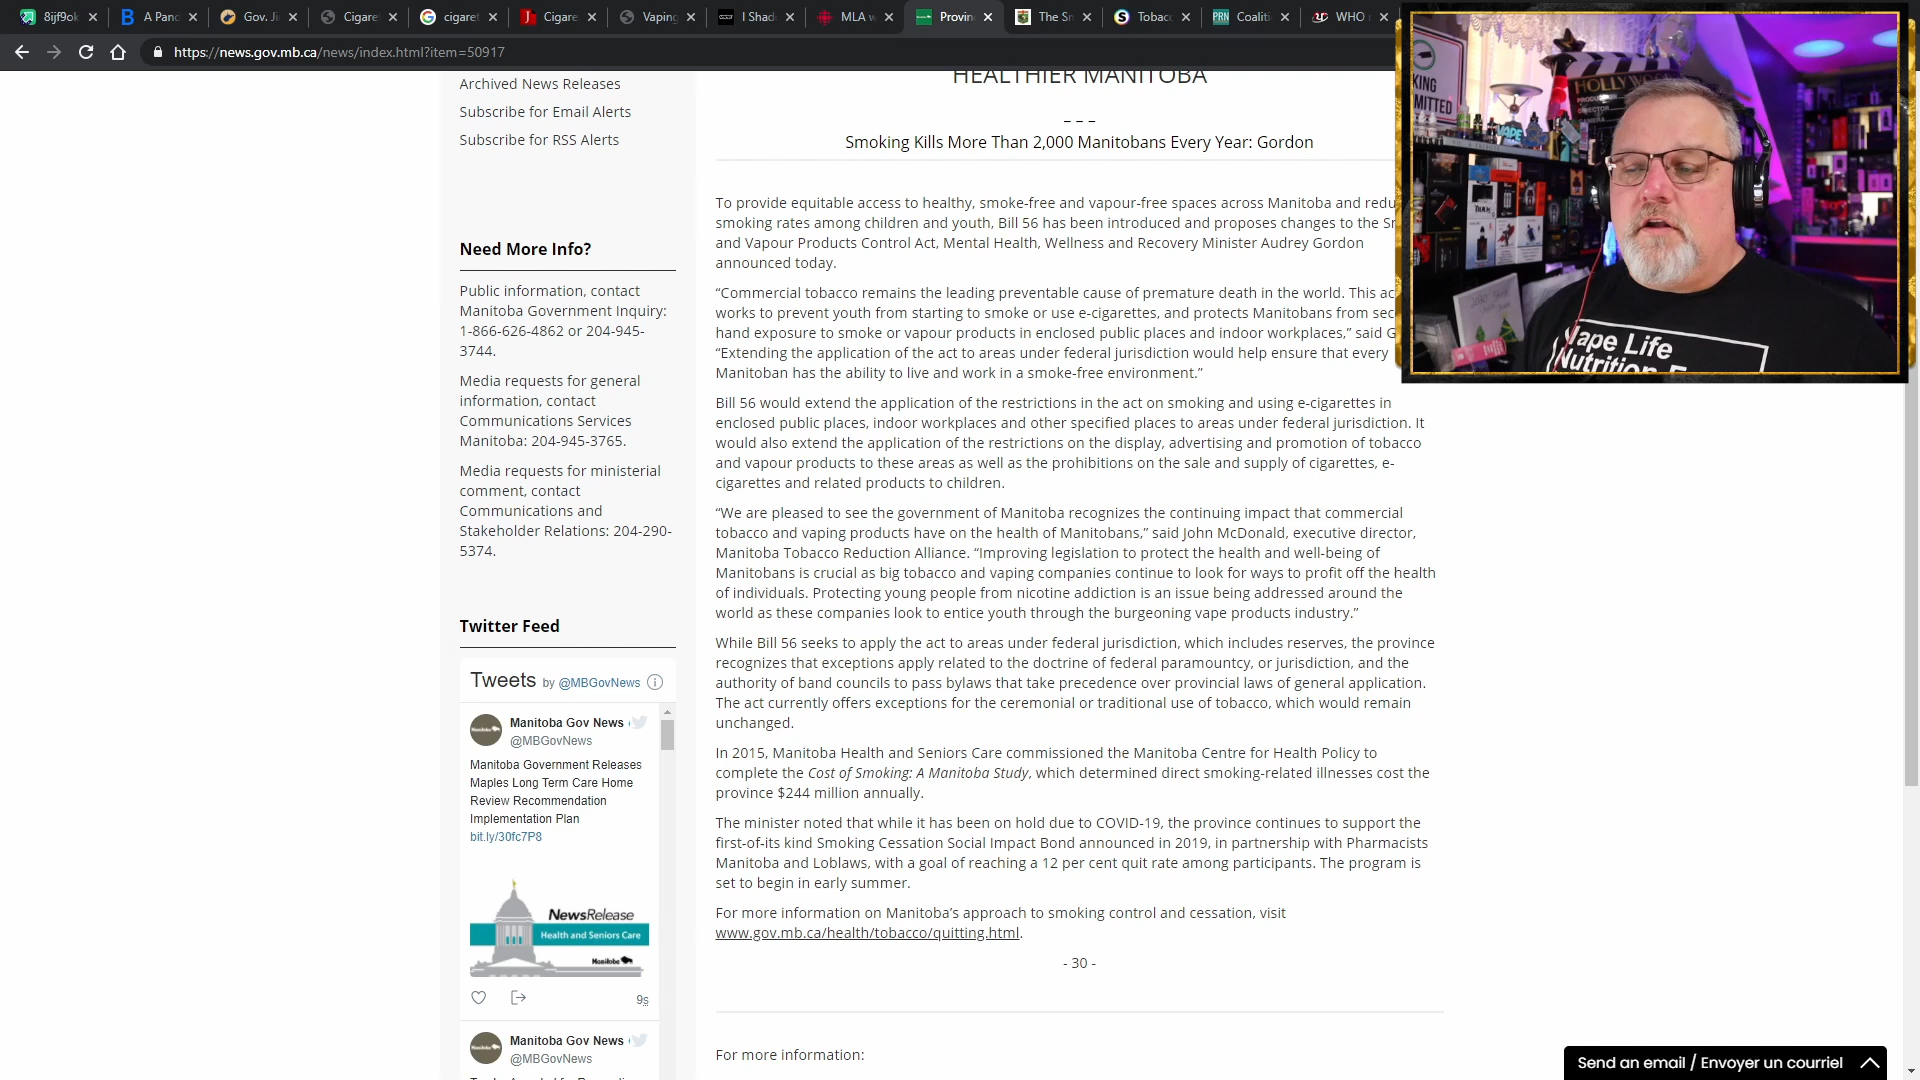 8ijf9ok
A Pand
Gov. Ji
Cigare
cigaret
Cigare
Vaping
I Shad
MLA w
Provin
The Sm
Tobac
Coaliti
WHO
https://news.gov.mb.ca/news/index.html?item=50917
Archived News Releases
Subscribe for Email Alerts
Subscribe for RSS Alerts
Need More Info?
Public information, contact
Manitoba Government Inquiry:
1-866-626-4862 or 204-945-
3744.
Media requests for general
information, contact
Communications Services
Manitoba: 204-945-3765.
Media requests for ministerial
comment, contact
Communications and
Stakeholder Relations: 204-290-
5374.
Twitter Feed
Tweets by @MBGovNews
Manitoba Gov News
@MBGovNews
Manitoba Government Releases
Maples Long Term Care Home
Review Recommendation
Implementation Plan
bit.ly/30fc7P8
NewsRelease
Health and Seniors Care
Manitoba
9s
Manitoba Gov News
@MBGovNews
HEALTHIER MANITOBA
– – –
Smoking Kills More Than 2,000 Manitobans Every Year: Gordon
To provide equitable access to healthy, smoke-free and vapour-free spaces across Manitoba and redu
smoking rates among children and youth, Bill 56 has been introduced and proposes changes to the Sm
and Vapour Products Control Act, Mental Health, Wellness and Recovery Minister Audrey Gordon
announced today.
“Commercial tobacco remains the leading preventable cause of premature death in the world. This ac
works to prevent youth from starting to smoke or use e-cigarettes, and protects Manitobans from sec
hand exposure to smoke or vapour products in enclosed public places and indoor workplaces,” said G
“Extending the application of the act to areas under federal jurisdiction would help ensure that every
Manitoban has the ability to live and work in a smoke-free environment.”
Bill 56 would extend the application of the restrictions in the act on smoking and using e-cigarettes in
enclosed public places, indoor workplaces and other specified places to areas under federal jurisdiction. It
would also extend the application of the restrictions on the display, advertising and promotion of tobacco
and vapour products to these areas as well as the prohibitions on the sale and supply of cigarettes, e-
cigarettes and related products to children.
“We are pleased to see the government of Manitoba recognizes the continuing impact that commercial
tobacco and vaping products have on the health of Manitobans,” said John McDonald, executive director,
Manitoba Tobacco Reduction Alliance. “Improving legislation to protect the health and well-being of
Manitobans is crucial as big tobacco and vaping companies continue to look for ways to profit off the health
of individuals. Protecting young people from nicotine addiction is an issue being addressed around the
world as these companies look to entice youth through the burgeoning vape products industry.”
While Bill 56 seeks to apply the act to areas under federal jurisdiction, which includes reserves, the province
recognizes that exceptions apply related to the doctrine of federal paramountcy, or jurisdiction, and the
authority of band councils to pass bylaws that take precedence over provincial laws of general application.
The act currently offers exceptions for the ceremonial or traditional use of tobacco, which would remain
unchanged.
In 2015, Manitoba Health and Seniors Care commissioned the Manitoba Centre for Health Policy to
complete the Cost of Smoking: A Manitoba Study, which determined direct smoking-related illnesses cost the
province $244 million annually.
The minister noted that while it has been on hold due to COVID-19, the province continues to support the
first-of-its kind Smoking Cessation Social Impact Bond announced in 2019, in partnership with Pharmacists
Manitoba and Loblaws, with a goal of reaching a 12 per cent quit rate among participants. The program is
set to begin in early summer.
For more information on Manitoba’s approach to smoking control and cessation, visit
www.gov.mb.ca/health/tobacco/quitting.html.
- 30 -
For more information:
KING
MITTED
HOLLYWOOD
VAPE
Vape Life
Nutrition
Send an email / Envoyer un courriel